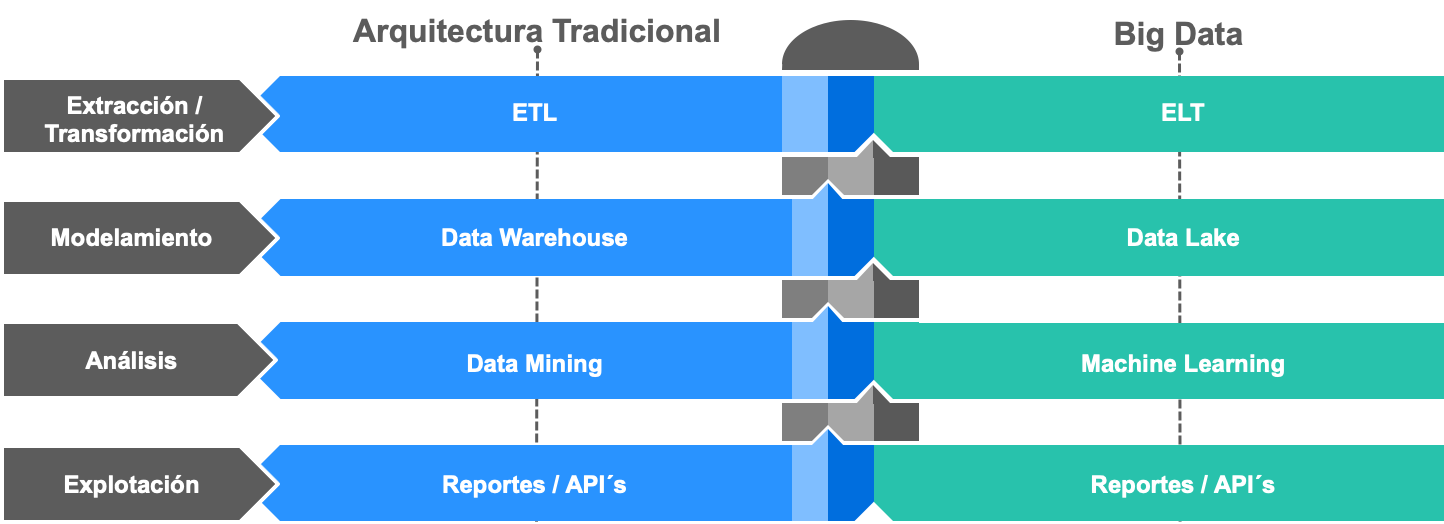 Arquitectura Tradicional
Big Data
Extracción /
Transformación
ETL
ELT
Modelamiento
Data Warehouse
Data Lake
Análisis
Data Mining
Machine Learning
Explotación
Reportes / API´s
Reportes / API´s